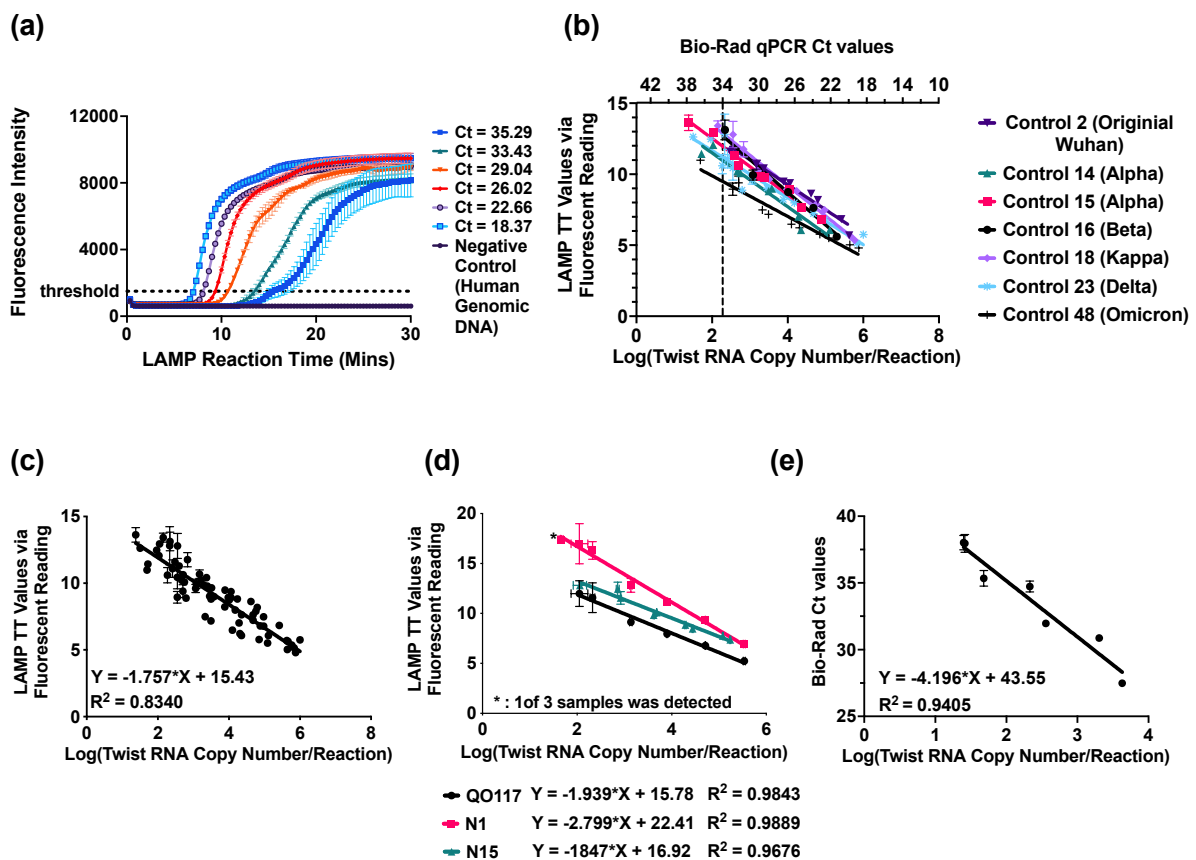 (a)
Fluorescence Intensity
12000
8000
4000
threshold
0
0
10
20
30
LAMP Reaction Time (Mins)
Ct = 35.29
Ct = 33.43
Ct = 29.04
Ct = 26.02
Ct = 22.66
Ct = 18.37
Negative
Control
(Human
Genomic
DNA)
(b)
Bio-Rad qPCR Ct values
42 38 34 30 26 22 18 14 10
LAMP TT Values via
Fluorescent Reading
15
10
5
0
0 2 4 6 8
Log(Twist RNA Copy Number/Reaction)
Control 2 (Originial
Wuhan)
Control 14 (Alpha)
Control 15 (Alpha)
Control 16 (Beta)
Control 18 (Kappa)
Control 23 (Delta)
Control 48 (Omicron)
(c)
LAMP TT Values via
Fluorescent Reading
15
10
5
0
Y = -1.757*X + 15.43
R2 = 0.8340
0 2 4 6 8
Log(Twist RNA Copy Number/Reaction)
(d)
LAMP TT Values via
Fluorescent Reading
20
15
10
5
0
*
* : 1of 3 samples was detected
0 2 4 6
Log(Twist RNA Copy Number/Reaction)
QO117 Y = -1.939*X + 15.78 R2 = 0.9843
N1 Y = -2.799*X + 22.41 R2 = 0.9889
N15 Y = -1847*X + 16.92 R2 = 0.9676
(e)
Bio-Rad Ct values
40
35
30
25
Y = -4.196*X + 43.55
R2 = 0.9405
0 1 2 3 4
Log(Twist RNA Copy Number/Reaction)